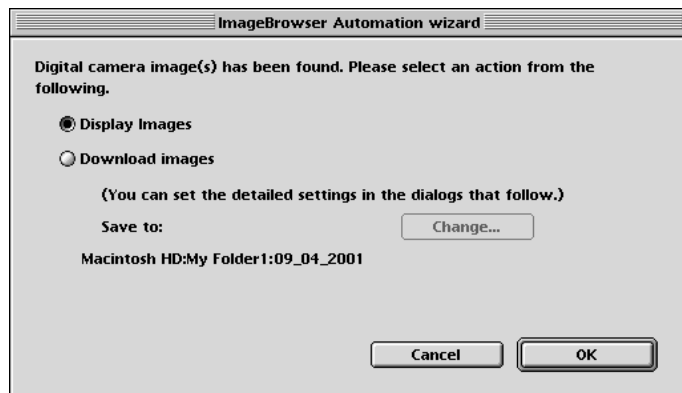 ImageBrowser Automation wizard
Digital camera image(s) has been found. Please select an action from the
following.
Display Images
Download images
(You can set the detailed settings in the dialogs that follow.)
Save to:
Change...
Macintosh HD:My Folder1:09_04_2001
Cancel
OK